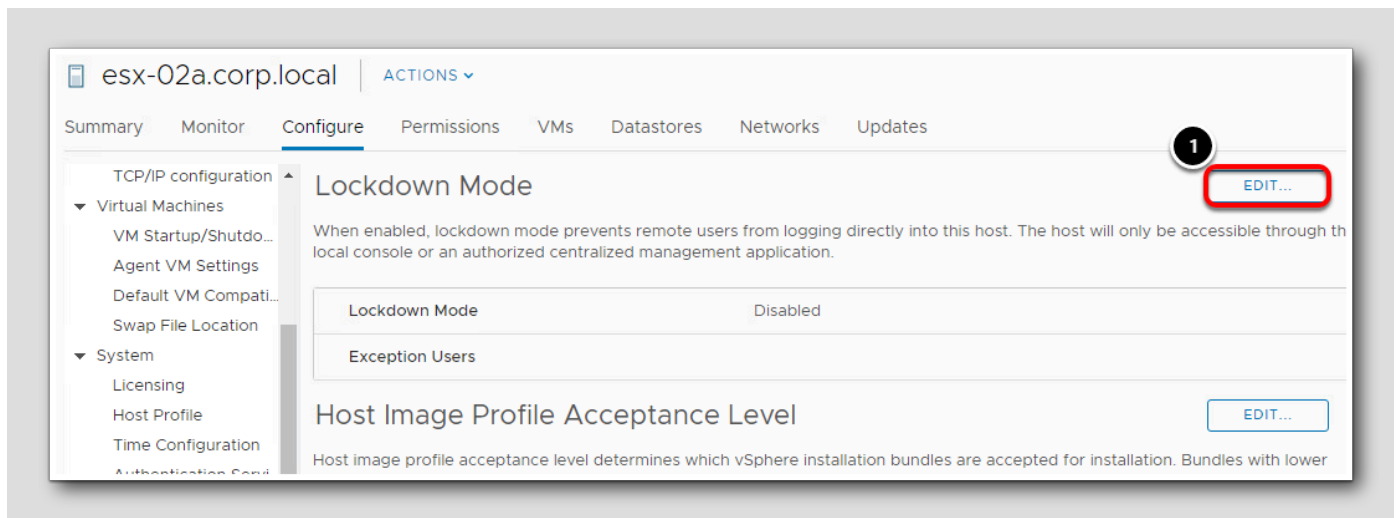 esx-02a.corp.local ACTIONS
Summary Monitor Configure Permissions VMs Datastores Networks Updates
1
TCP/IP configuration
Virtual Machines
VM Startup/Shutdo...
Agent VM Settings
Default VM Compati...
Swap File Location
System
Licensing
Host Profile
Time Configuration
Authentication Servi
Lockdown Mode
EDIT...
When enabled, lockdown mode prevents remote users from logging directly into this host. The host will only be accessible through th
local console or an authorized centralized management application.
Lockdown Mode Disabled
Exception Users
Host Image Profile Acceptance Level
EDIT...
Host image profile acceptance level determines which vSphere installation bundles are accepted for installation. Bundles with lower